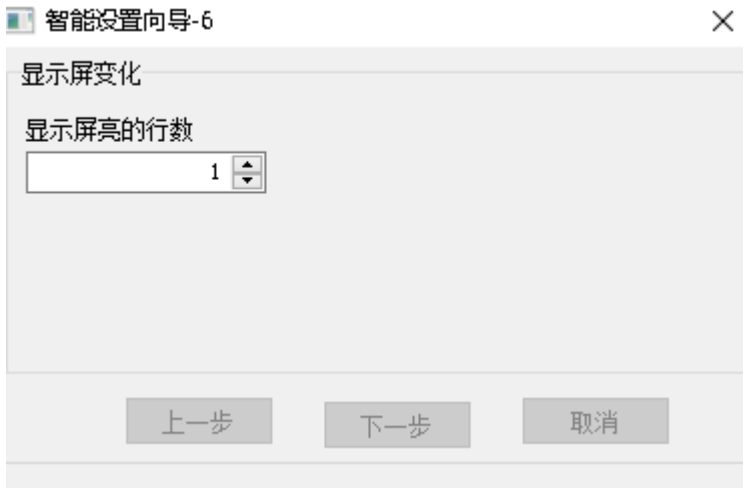 智能设置向导-6
显示屏变化
显示屏亮的行数
1
上一步 下一步 取消